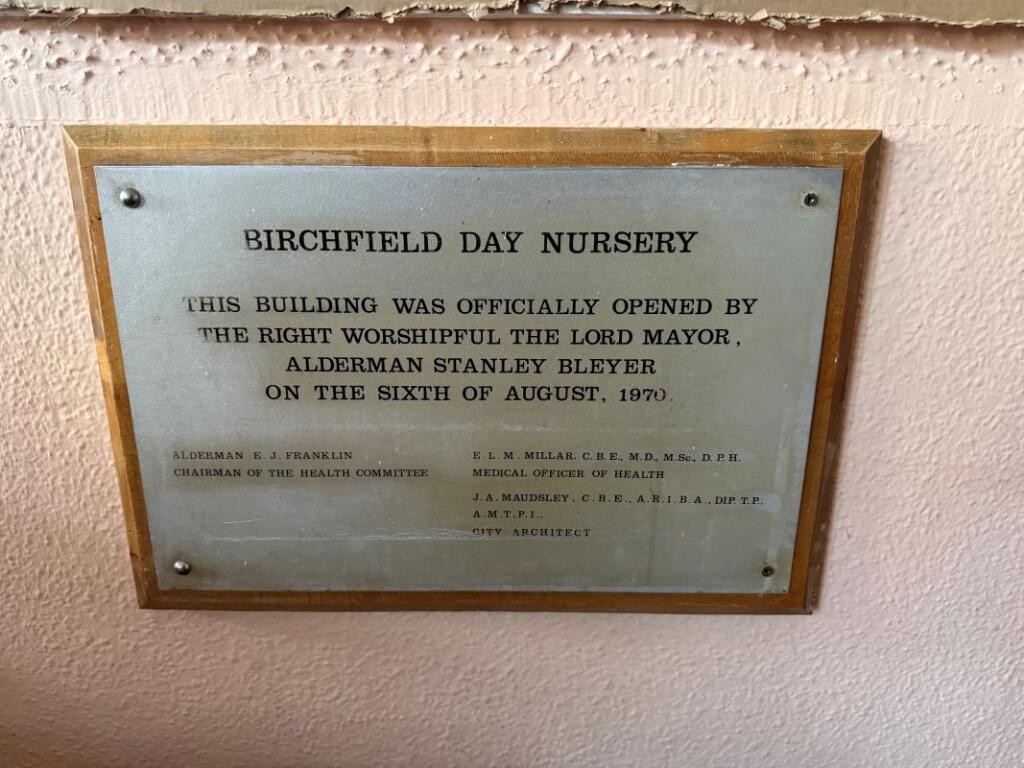 BIRCHFIELD DAY NURSERY
THIS BUILDING WAS OFFICIALLY OPENED BY
THE RIGHT WORSHIPFUL THE LORD MAYOR,
ALDERMAN STANLEY BLEYER
ON THE SIXTH OF AUGUST, 1970.
ALDERMAN E. J. FRANKLIN
CHAIRMAN OF THE HEALTH COMMITTEE
E. L. M. MILLAR, C. B. E., M.D., M.Sc., D. P. H.
MEDICAL OFFICER OF HEALTH
J. A. MAUDSLEY, C. B. E., A. R. I. B. A., DIP. T. P.,
A. M. T. P. I.,
CITY ARCHITECT